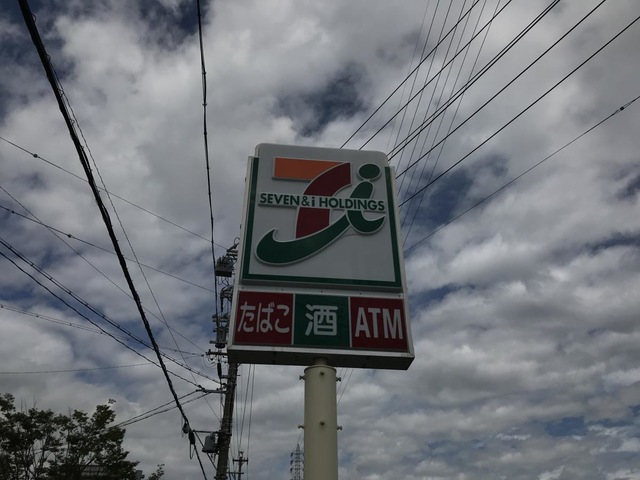 SEVEN&i HOLDINGS
たばこ 酒 ATM